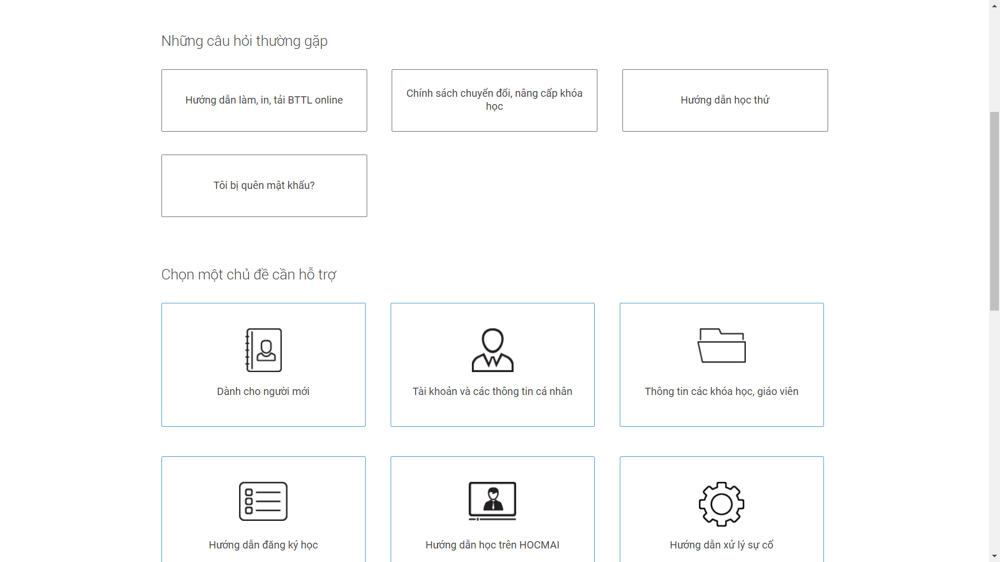 Những câu hỏi thường gặp
Hướng dẫn làm, in, tải BTTL online
Chính sách chuyển đổi, nâng cấp khóa
học
Hướng dẫn học thử
Tôi bị quên mật khẩu?
Chọn một chủ đề cần hỗ trợ
Dành cho người mới
Tài khoản và các thông tin cá nhân
Thông tin các khóa học, giáo viên
Hướng dẫn đăng ký học
Hướng dẫn học trên HOCMAI
Hướng dẫn xử lý sự cố